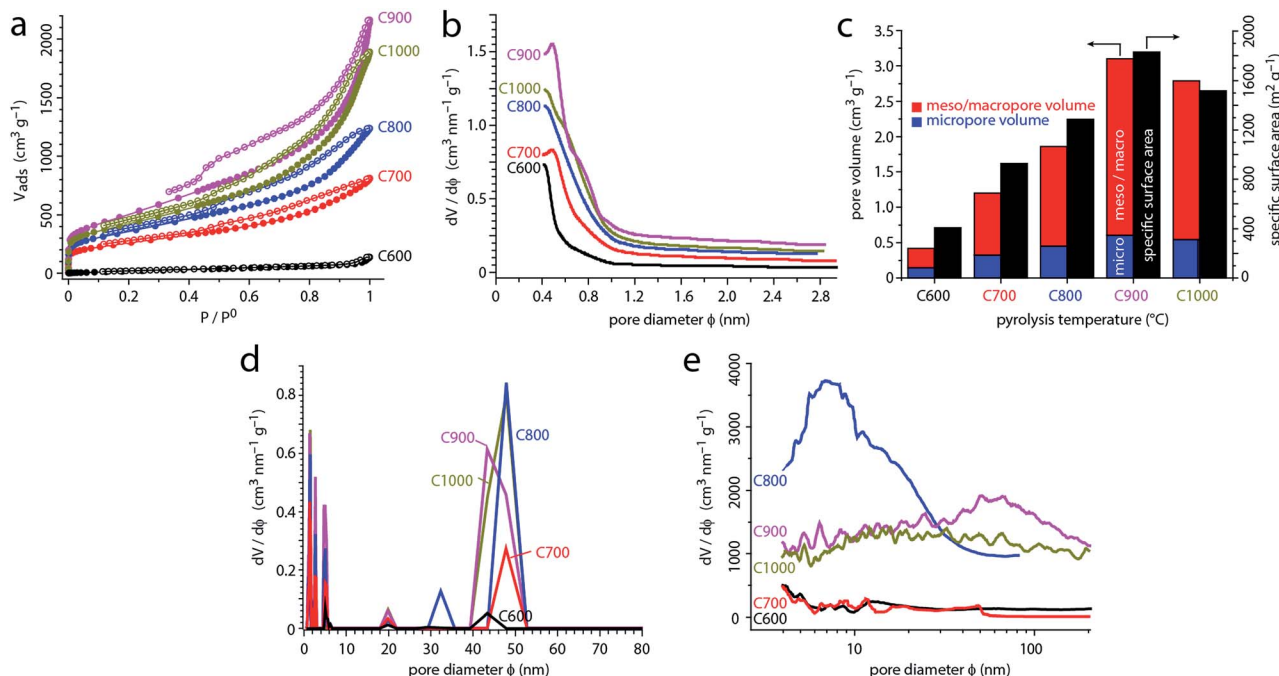 a
V_ads (cm³ g⁻¹)
2000
1500
1000
500
0
C900
C1000
C800
C700
C600
0
0.2
0.4
0.6
0.8
1
P / P⁰
b
dV / dϕ (cm³ nm⁻¹ g⁻¹)
1.5
1.0
0.5
0
C900
C1000
C800
C700
C600
0
0.4
0.6
1.2
1.6
2.4
2.8
pore diameter ϕ (nm)
c
pore volume (cm³ g⁻¹)
3.5
3.0
2.5
2.0
1.5
1.0
0.5
0
meso/macropore volume
micropore volume
micro
meso / macro
specific surface area
2000
1600
1200
800
400
0
specific surface area (m² g⁻¹)
C600
C700
C800
C900
C1000
pyrolysis temperature (°C)
d
dV / dϕ (cm³ nm⁻¹ g⁻¹)
0.8
0.6
0.4
0.2
0
C900
C800
C1000
C700
C600
0
10
20
30
40
50
60
70
80
pore diameter ϕ (nm)
e
dV / dϕ (cm³ nm⁻¹ g⁻¹)
4000
3000
2000
1000
0
C800
C900
C1000
C700
C600
10
100
pore diameter ϕ (nm)